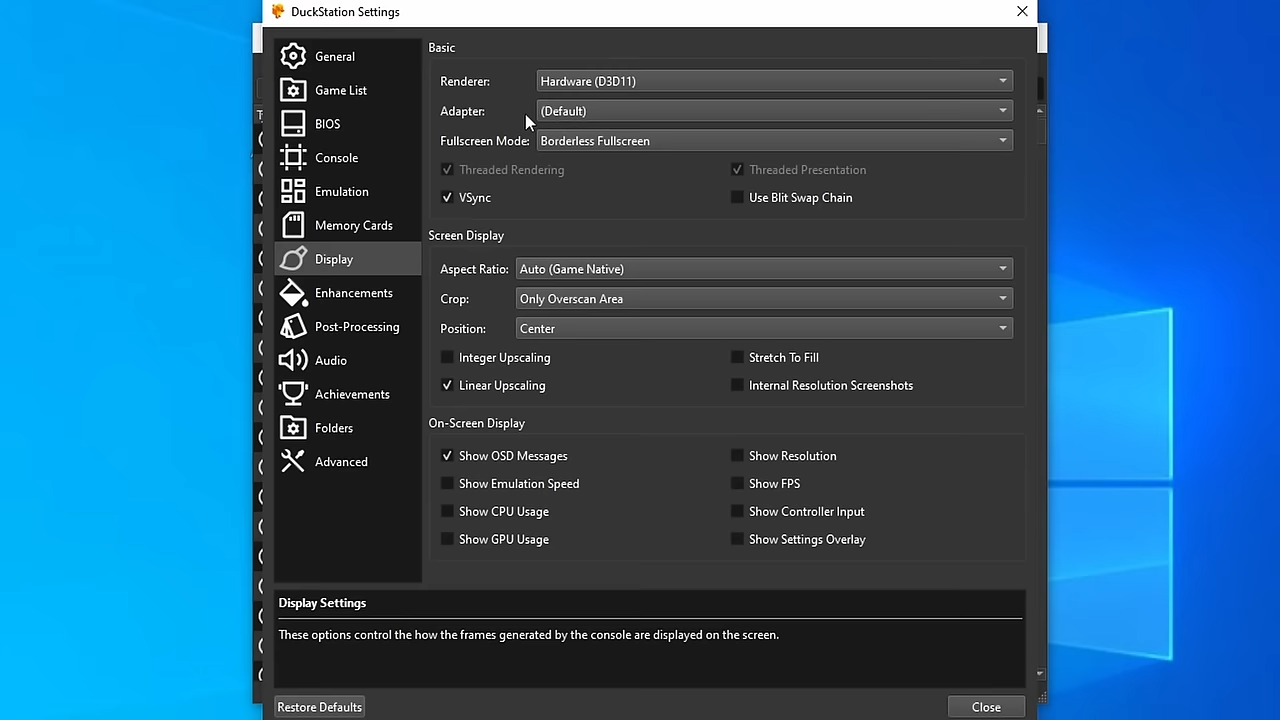 DuckStation Settings
General
Game List
BIOS
Console
Emulation
Memory Cards
Display
Enhancements
Post-Processing
Audio
Achievements
Folders
Advanced
Basic
Renderer: Hardware (D3D11)
Adapter: (Default)
Fullscreen Mode: Borderless Fullscreen
Threaded Rendering Threaded Presentation
VSync Use Blit Swap Chain
Screen Display
Aspect Ratio: Auto (Game Native)
Crop: Only Overscan Area
Position: Center
Integer Upscaling Stretch To Fill
Linear Upscaling Internal Resolution Screenshots
On-Screen Display
Show OSD Messages Show Resolution
Show Emulation Speed Show FPS
Show CPU Usage Show Controller Input
Show GPU Usage Show Settings Overlay
Display Settings
These options control the how the frames generated by the console are displayed on the screen.
Restore Defaults Close